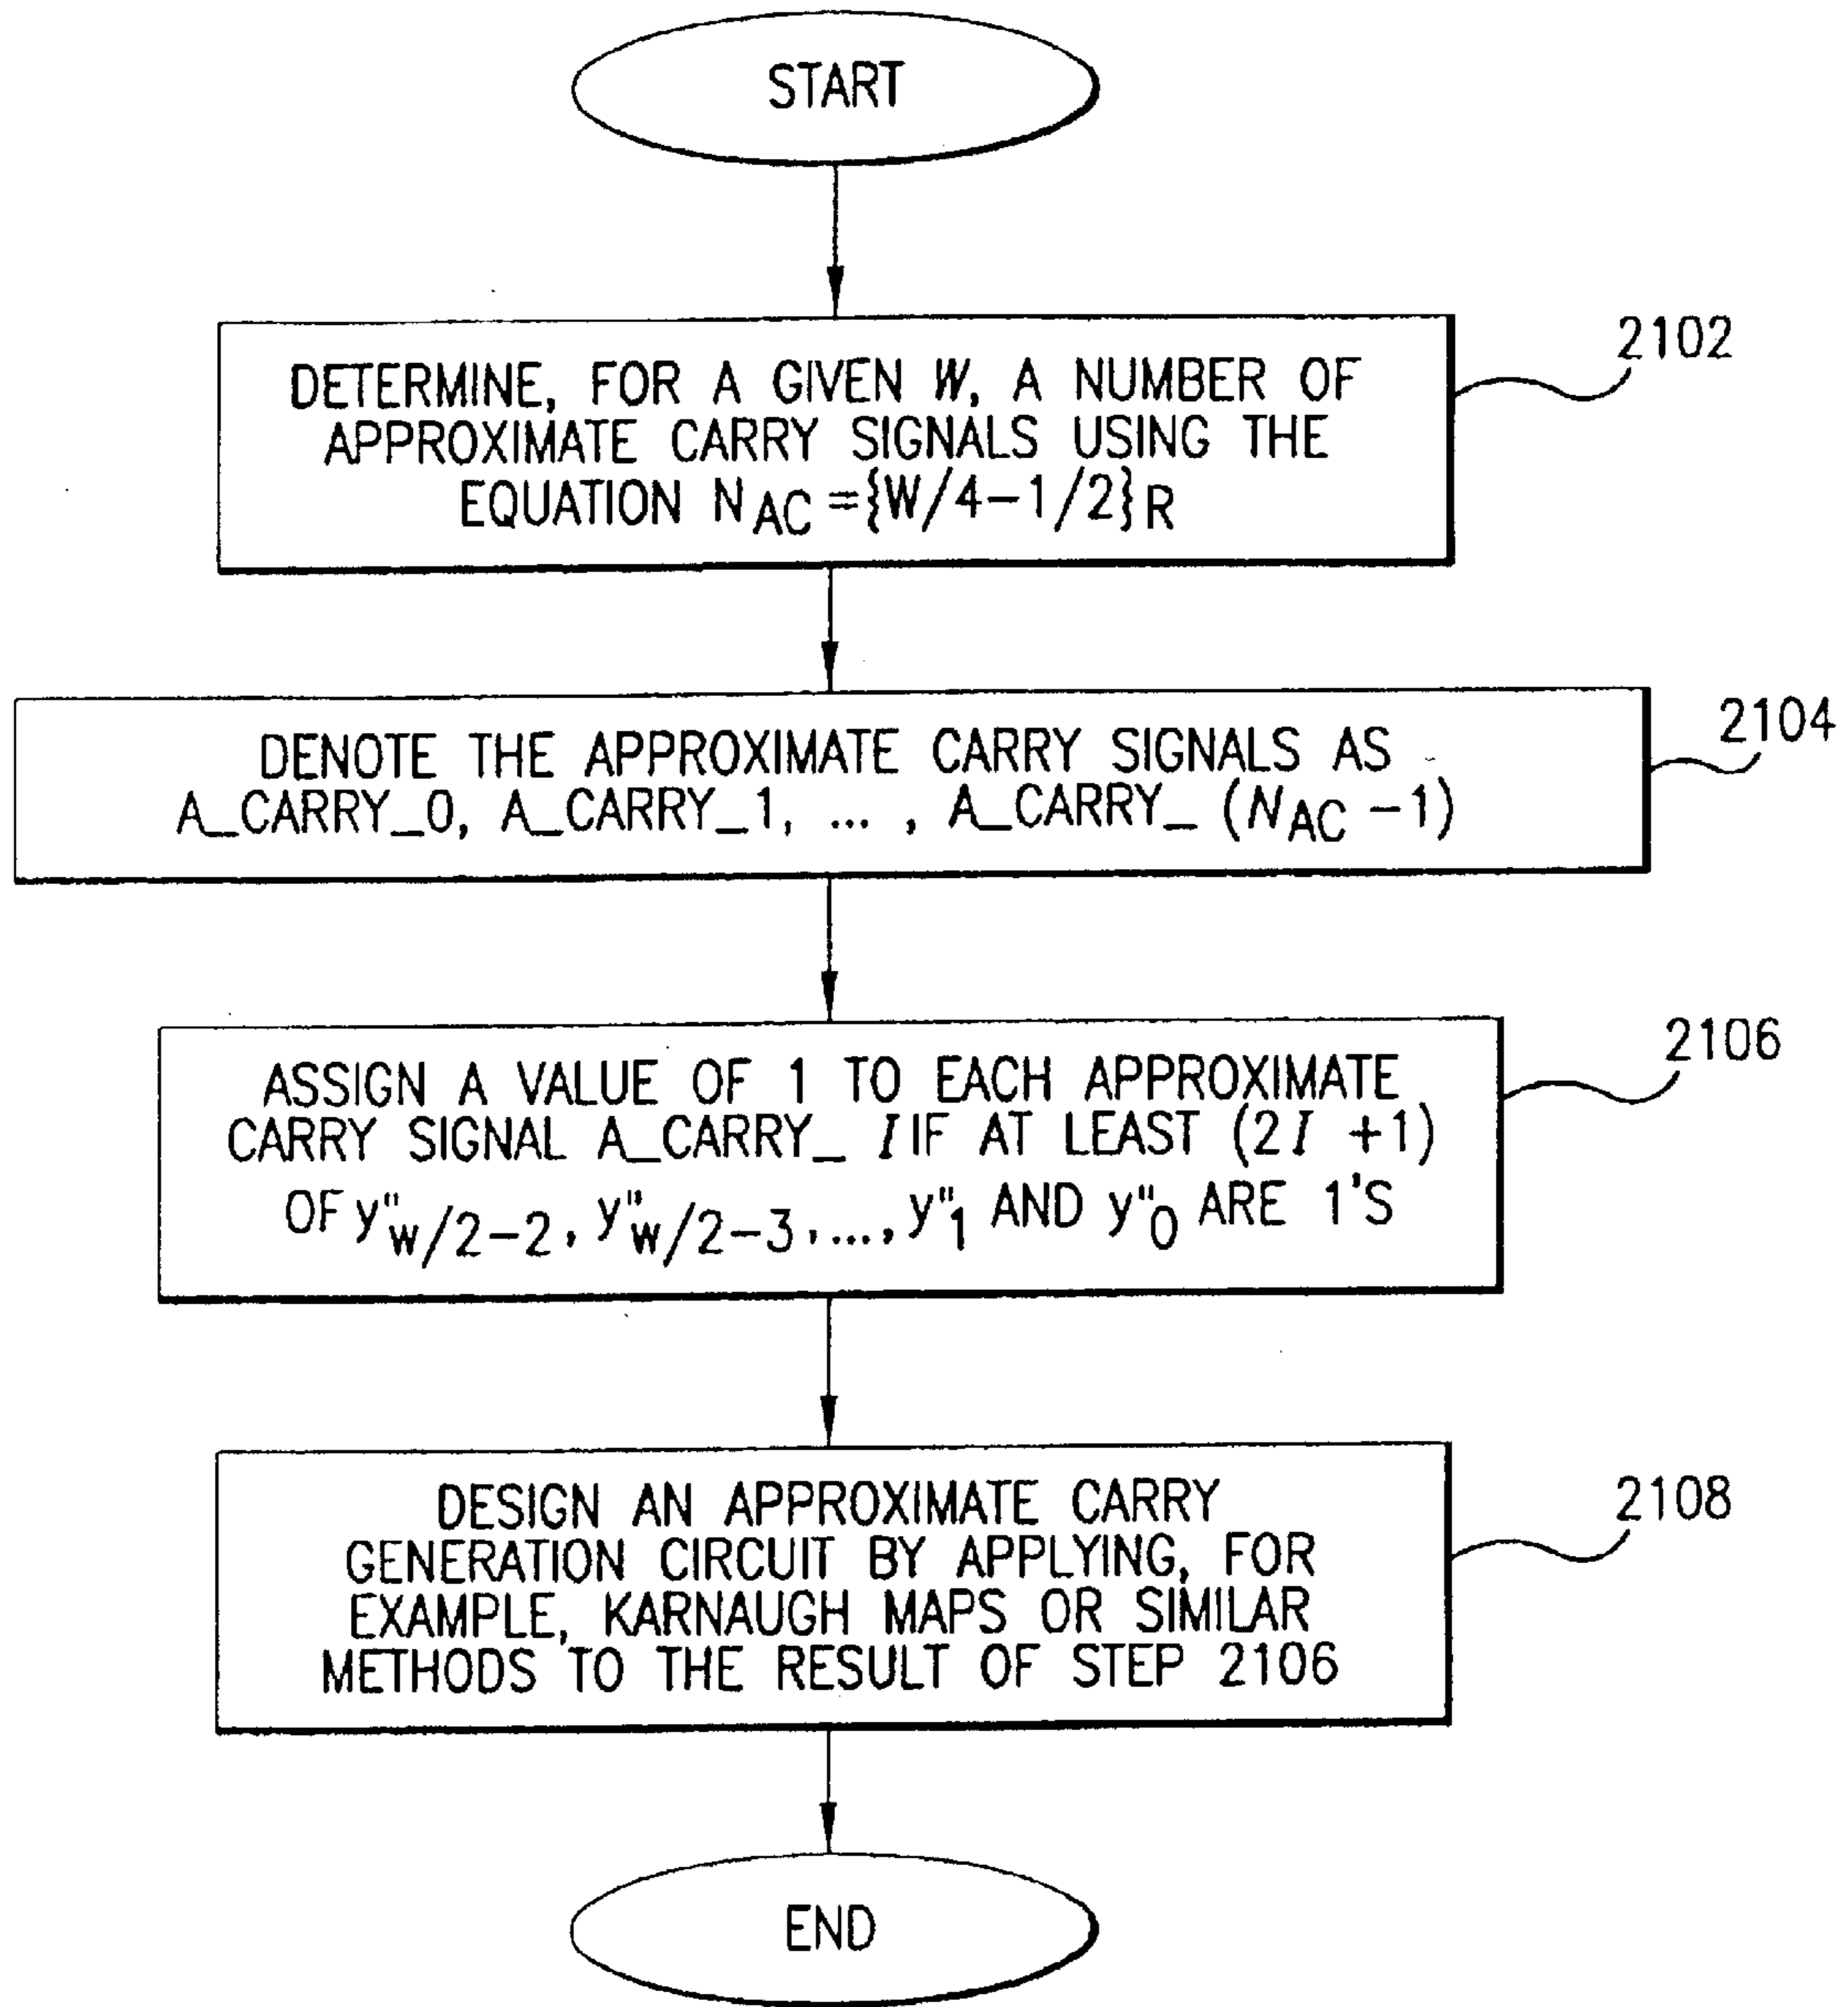 START
DETERMINE, FOR A GIVEN W, A NUMBER OF
APPROXIMATE CARRY SIGNALS USING THE
EQUATION N AC ={W/4-1/2} R
2102
DENOTE THE APPROXIMATE CARRY SIGNALS AS
A_CARRY_0, A_CARRY_1, ... , A_CARRY_ (N AC -1)
2104
ASSIGN A VALUE OF 1 TO EACH APPROXIMATE
CARRY SIGNAL A_CARRY_ I IF AT LEAST (2I +1)
OF y"w/2-2, y"w/2-3,...,y"1 AND y"0 ARE 1'S
2106
DESIGN AN APPROXIMATE CARRY
GENERATION CIRCUIT BY APPLYING, FOR
EXAMPLE, KARNAUGH MAPS OR SIMILAR
METHODS TO THE RESULT OF STEP 2106
2108
END